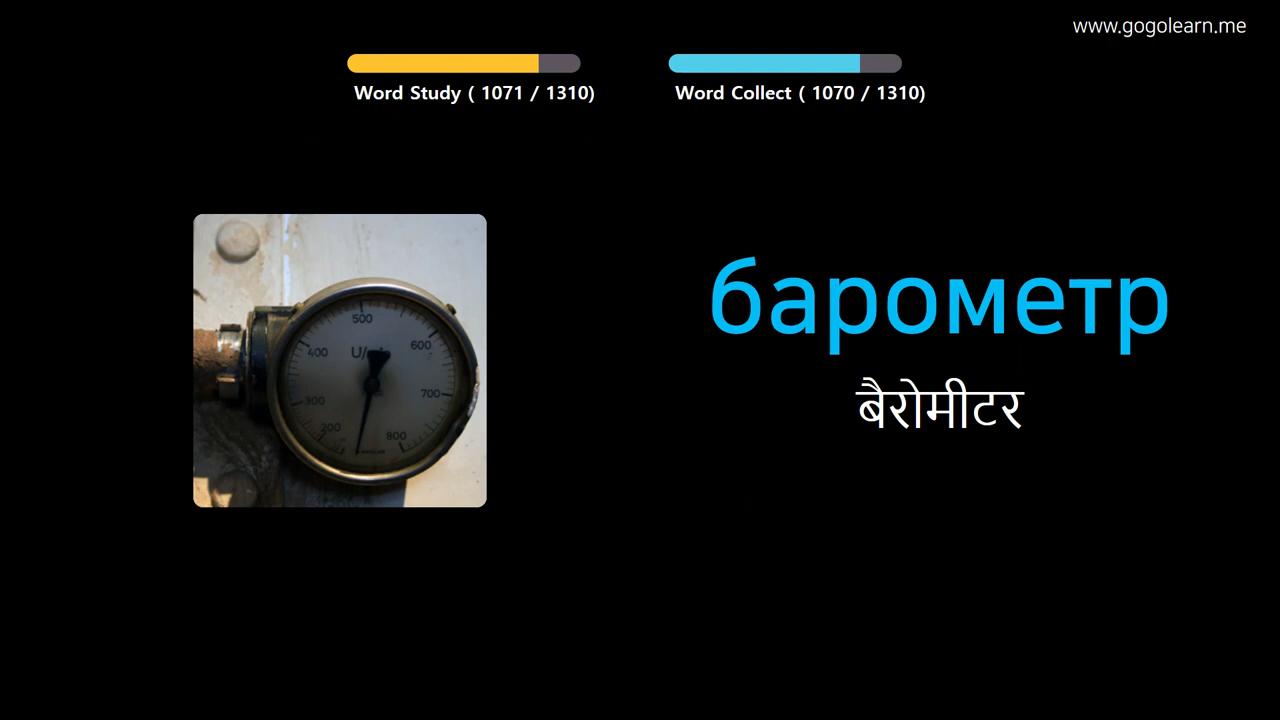 www.gogolearn.me
Word Study ( 1071 / 1310)
Word Collect ( 1070 / 1310)
барометр
बैरोमीटर
500
400
600
300
700
200
800